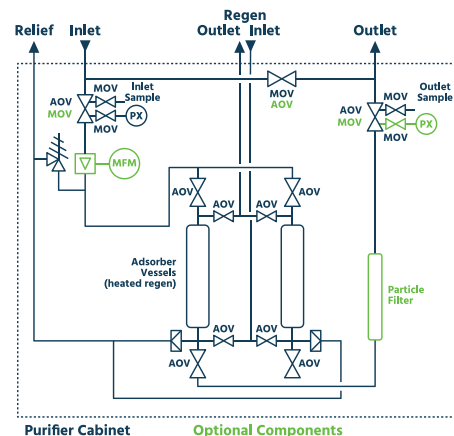 Regen
Relief Inlet Outlet Inlet Outlet
MOV Inlet Sample
AOV
MOV
PX
MOV
MOV
AOV
MOV Outlet Sample
AOV
MOV
PX
MOV
MFM
AOV AOV
AOV AOV
Adsorber
Vessels
(heated regen)
Particle
Filter
AOV AOV
AOV AOV
Purifier Cabinet Optional Components